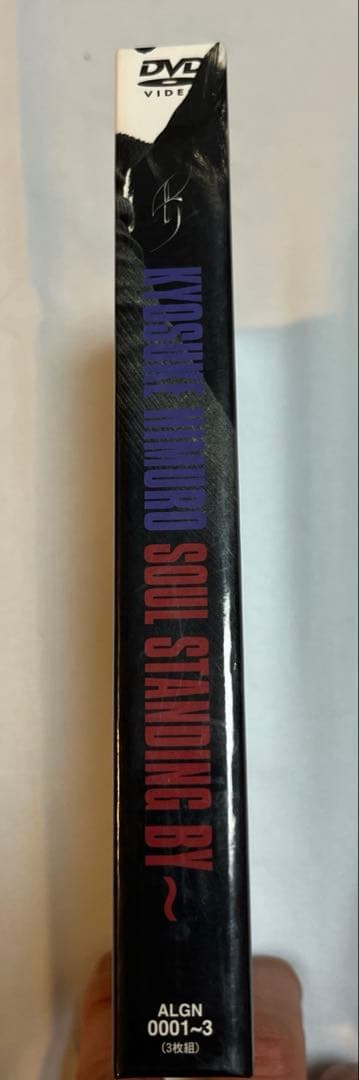 DVD
VIDEO
KYOSUKE HIMURO SOUL STANDING BY~
ALGN
0001~3
(3枚組)